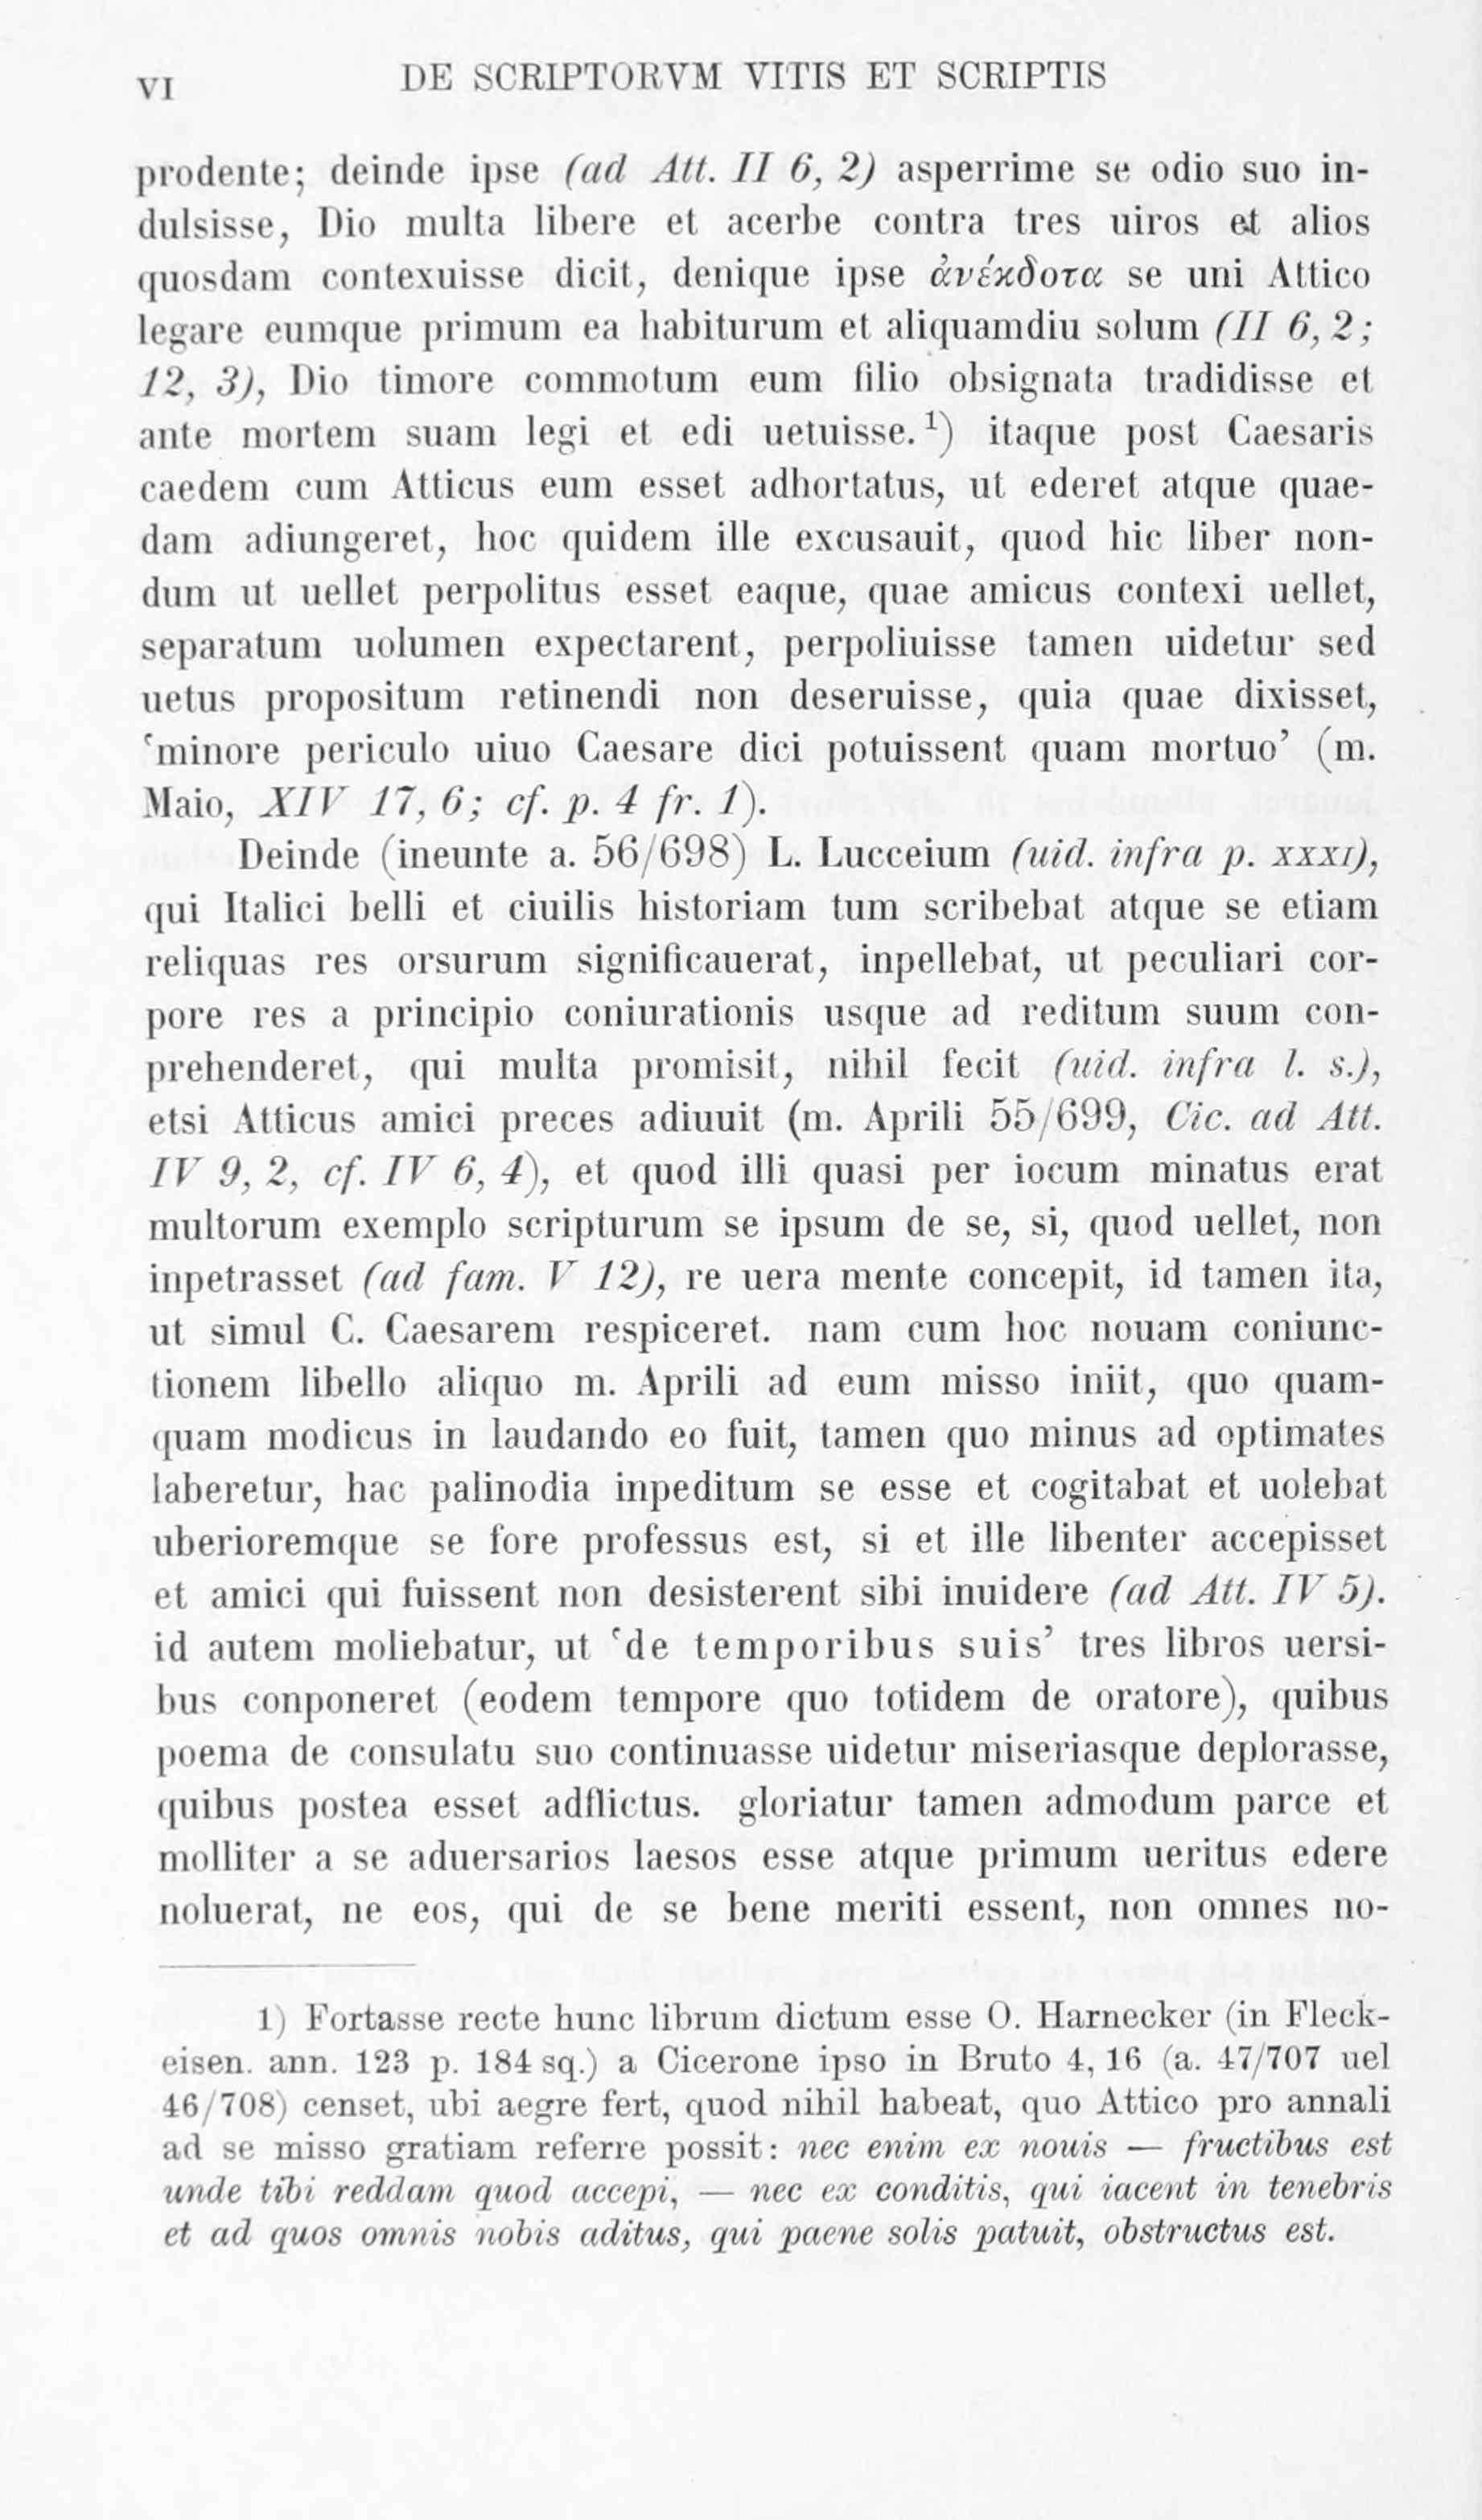 VI DE SCRIPTORVM VITIS ET SCRIPTIS
prodente; deinde ipse (ad Att. II 6, 2) asperrime se odio suo in-
dulsisse, Dio multa libere et acerbe contra tres uiros et alios
quosdam contexuisse dicit, denique ipse ἀνέκδοτα se uni Attico
legare eumque primum ea habiturum et aliquamdiu solum (II 6, 2;
12, 3), Dio timore commotum eum filio obsignata tradidisse et
ante mortem suam legi et edi uetuisse. ¹) itaque post Caesaris
caedem cum Atticus eum esset adhortatus, ut ederet atque quae-
dam adiungeret, hoc quidem ille excusauit, quod hic liber non-
dum ut uellet perpolitus esset eaque, quae amicus contexi uellet,
separatum uolumen expectarent, perpoliuisse tamen uidetur sed
uetus propositum retinendi non deseruisse, quia quae dixisset,
‘minore periculo uiuo Caesare dici potuissent quam mortuo’ (m.
Maio, XIV 17, 6; cf. p. 4 fr. 1).
Deinde (ineunte a. 56/698) L. Lucceium (uid. infra p. XXXI),
qui Italici belli et ciuilis historiam tum scribebat atque se etiam
reliquas res orsurum significauerat, inpellebat, ut peculiari cor-
pore res a principio coniurationis usque ad reditum suum con-
prehenderet, qui multa promisit, nihil fecit (uid. infra l. s.),
etsi Atticus amici preces adiuuit (m. Aprili 55/699, Cic. ad Att.
IV 9, 2, cf. IV 6, 4), et quod illi quasi per iocum minatus erat
multorum exemplo scripturum se ipsum de se, si, quod uellet, non
inpetrasset (ad fam. V 12), re uera mente concepit, id tamen ita,
ut simul C. Caesarem respiceret. nam cum hoc nouam coniunc-
tionem libello aliquo m. Aprili ad eum misso iniit, quo quam-
quam modicus in laudando eo fuit, tamen quo minus ad optimates
laberetur, hac palinodia inpeditum se esse et cogitabat et uolebat
uberioremque se fore professus est, si et ille libenter accepisset
et amici qui fuissent non desisterent sibi inuidere (ad Att. IV 5).
id autem moliebatur, ut ‘de temporibus suis’ tres libros uersi-
bus conponeret (eodem tempore quo totidem de oratore), quibus
poema de consulatu suo continuasse uidetur miseriasque deplorasse,
quibus postea esset adflictus. gloriatur tamen admodum parce et
molliter a se aduersarios laesos esse atque primum ueritus edere
noluerat, ne eos, qui de se bene meriti essent, non omnes no-
1) Fortasse recte hunc librum dictum esse O. Harnecker (in Fleck-
eisen. ann. 123 p. 184 sq.) a Cicerone ipso in Bruto 4, 16 (a. 47/707 uel
46/708) censet, ubi aegre fert, quod nihil habeat, quo Attico pro annali
ad se misso gratiam referre possit: nec enim ex nouis — fructibus est
unde tibi reddam quod accepi, — nec ex conditis, qui iacent in tenebris
et ad quos omnis nobis aditus, qui paene solis patuit, obstructus est.